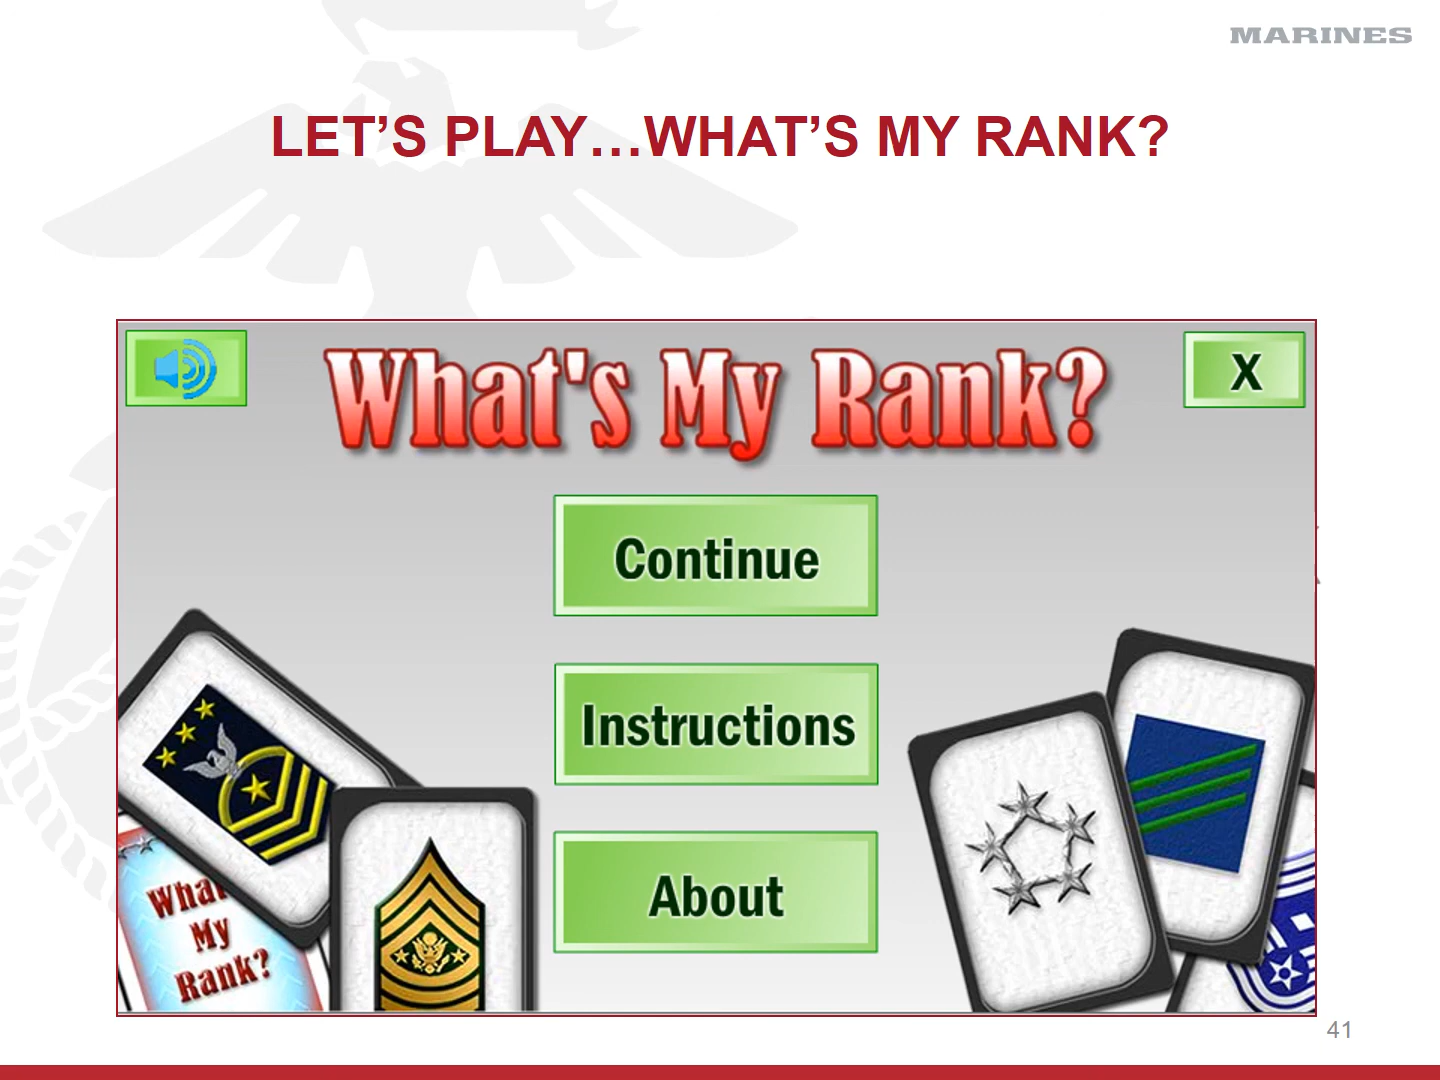 MARINES
LET’S PLAY…WHAT’S MY RANK?
What's My Rank?
X
Continue
Instructions
About
My
Rank?
41